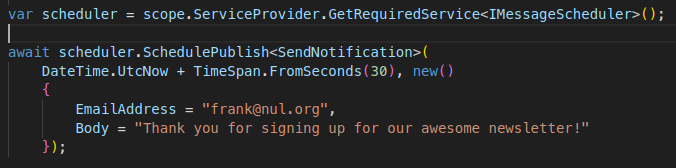 var scheduler = scope.ServiceProvider.GetRequiredService<IMessageScheduler>();
await scheduler.SchedulePublish<SendNotification>(
DateTime.UtcNow + TimeSpan.FromSeconds(30), new()
{
EmailAddress = "frank@nul.org",
Body = "Thank you for signing up for our awesome newsletter!"
});